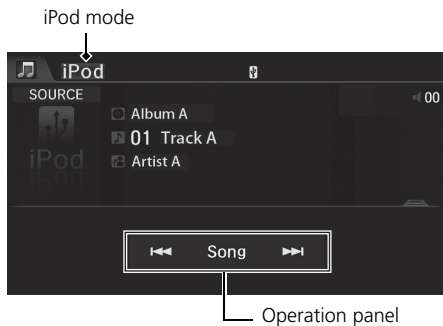 iPod mode
iPod
SOURCE
00
Album A
01 Track A
iPod
Artist A
Song
Operation panel